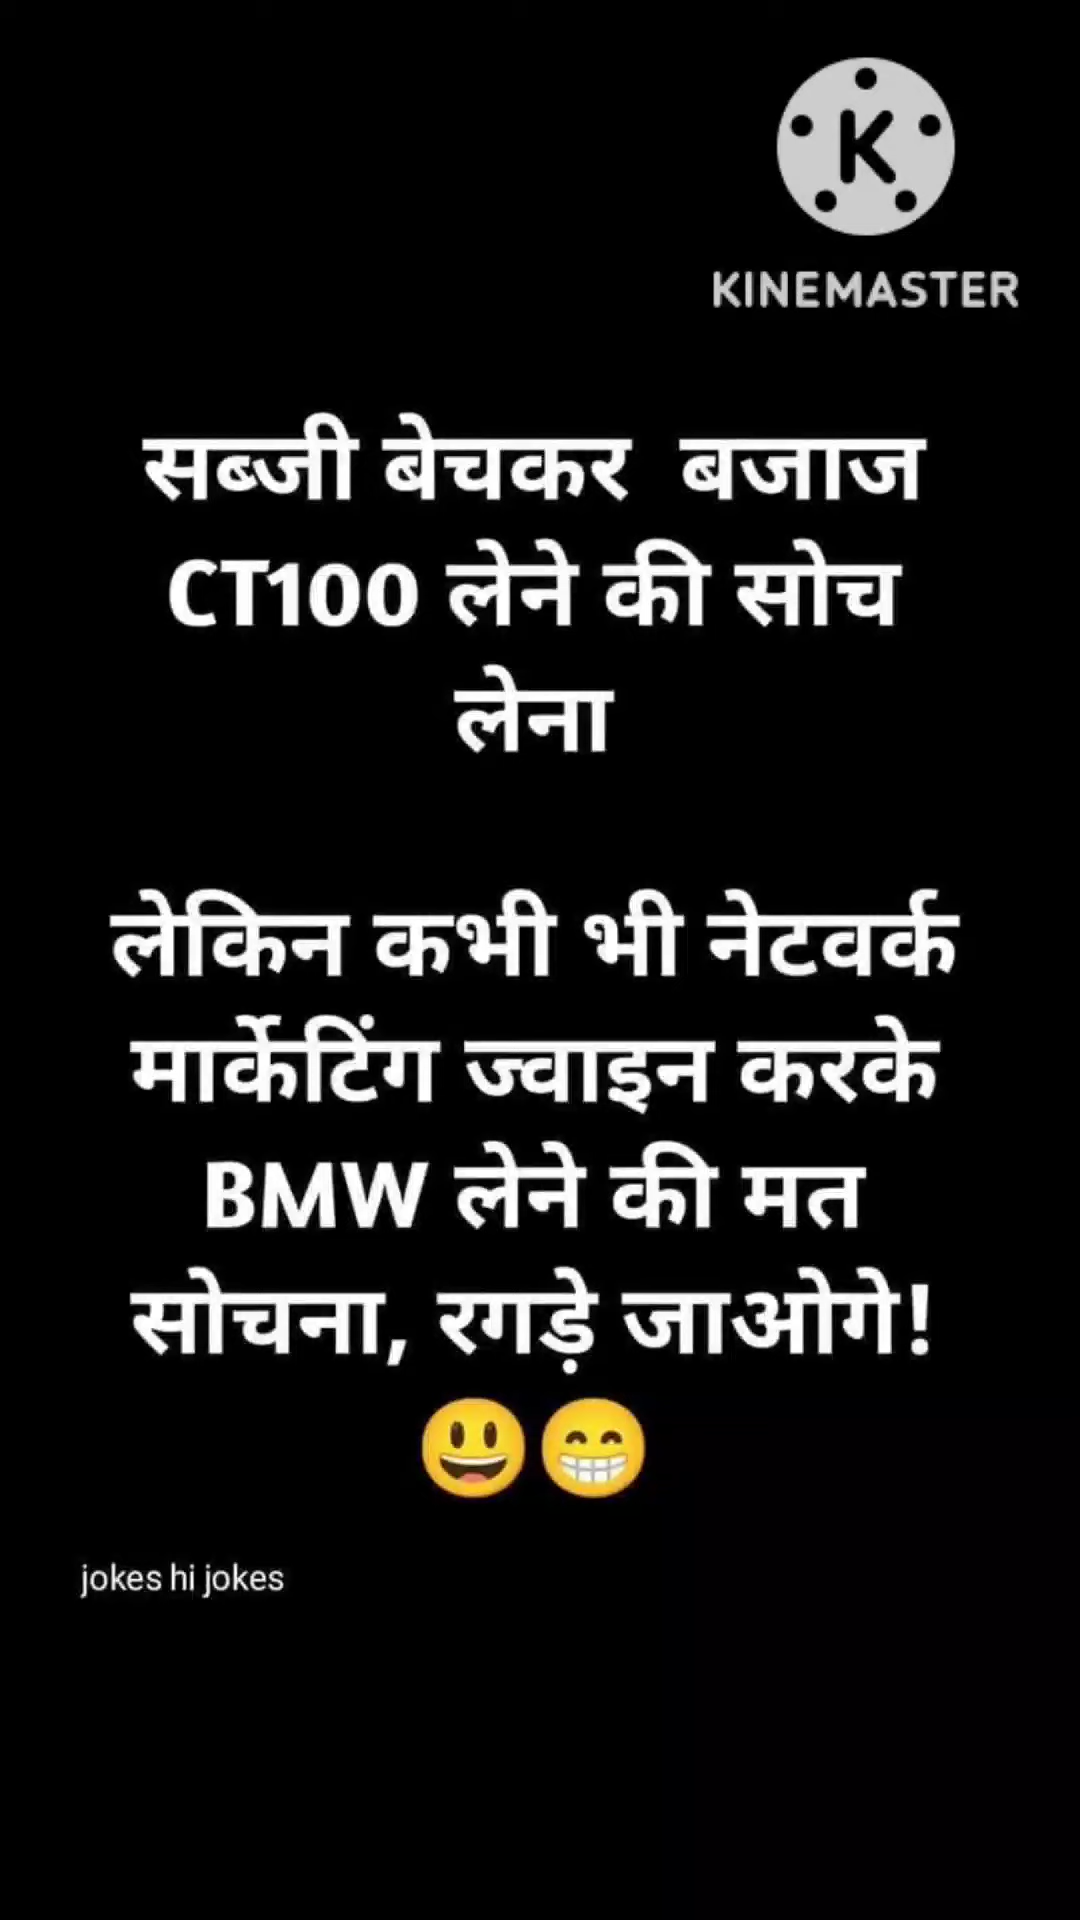 K
KINEMASTER
सब्जी बेचकर बजाज
CT100 लेने की सोच
लेना
लेकिन कभी भी नेटवर्क
मार्केटिंग ज्वाइन करके
BMW लेने की मत
सोचना, रगड़े जाओगे!
😃😁
jokes hi jokes